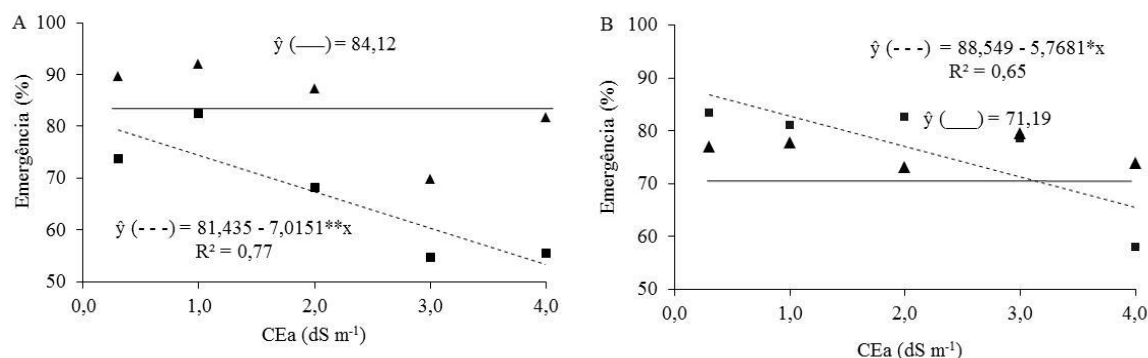 A
100
90
80
70
60
50
Emergência (%)
ŷ (——) = 84,12
ŷ (- - -) = 81,435 - 7,0151**x
R² = 0,77
0,0 1,0 2,0 3,0 4,0
CEa (dS m⁻¹)
B
100
90
80
70
60
50
Emergência (%)
ŷ (- - -) = 88,549 - 5,7681*x
R² = 0,65
ŷ (___) = 71,19
0,0 1,0 2,0 3,0 4,0
CEa (dS m⁻¹)